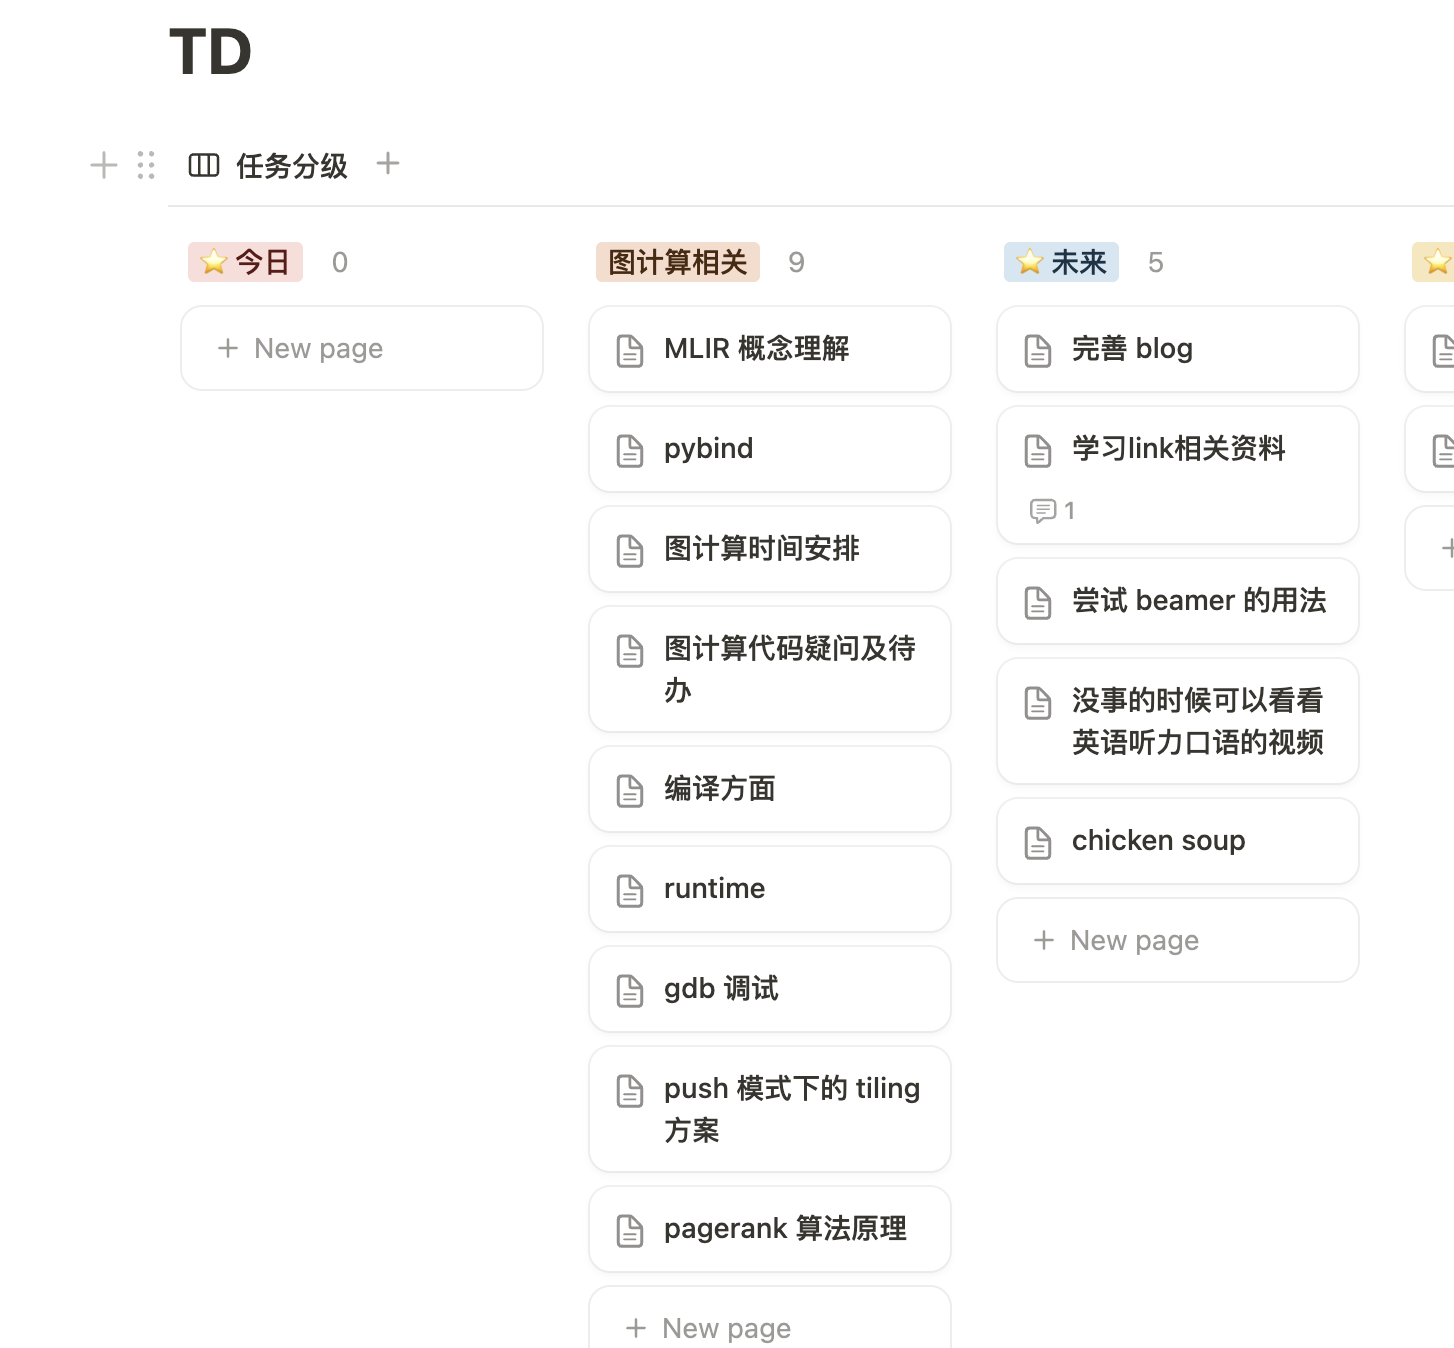 TD
任务分级
⭐ 今日 0
New page
图计算相关 9
MLIR 概念理解
pybind
图计算时间安排
图计算代码疑问及待
办
编译方面
runtime
gdb 调试
push 模式下的 tiling
方案
pagerank 算法原理
New page
⭐ 未来 5
完善 blog
学习link相关资料
1
尝试 beamer 的用法
没事的时候可以看看
英语听力口语的视频
chicken soup
New page